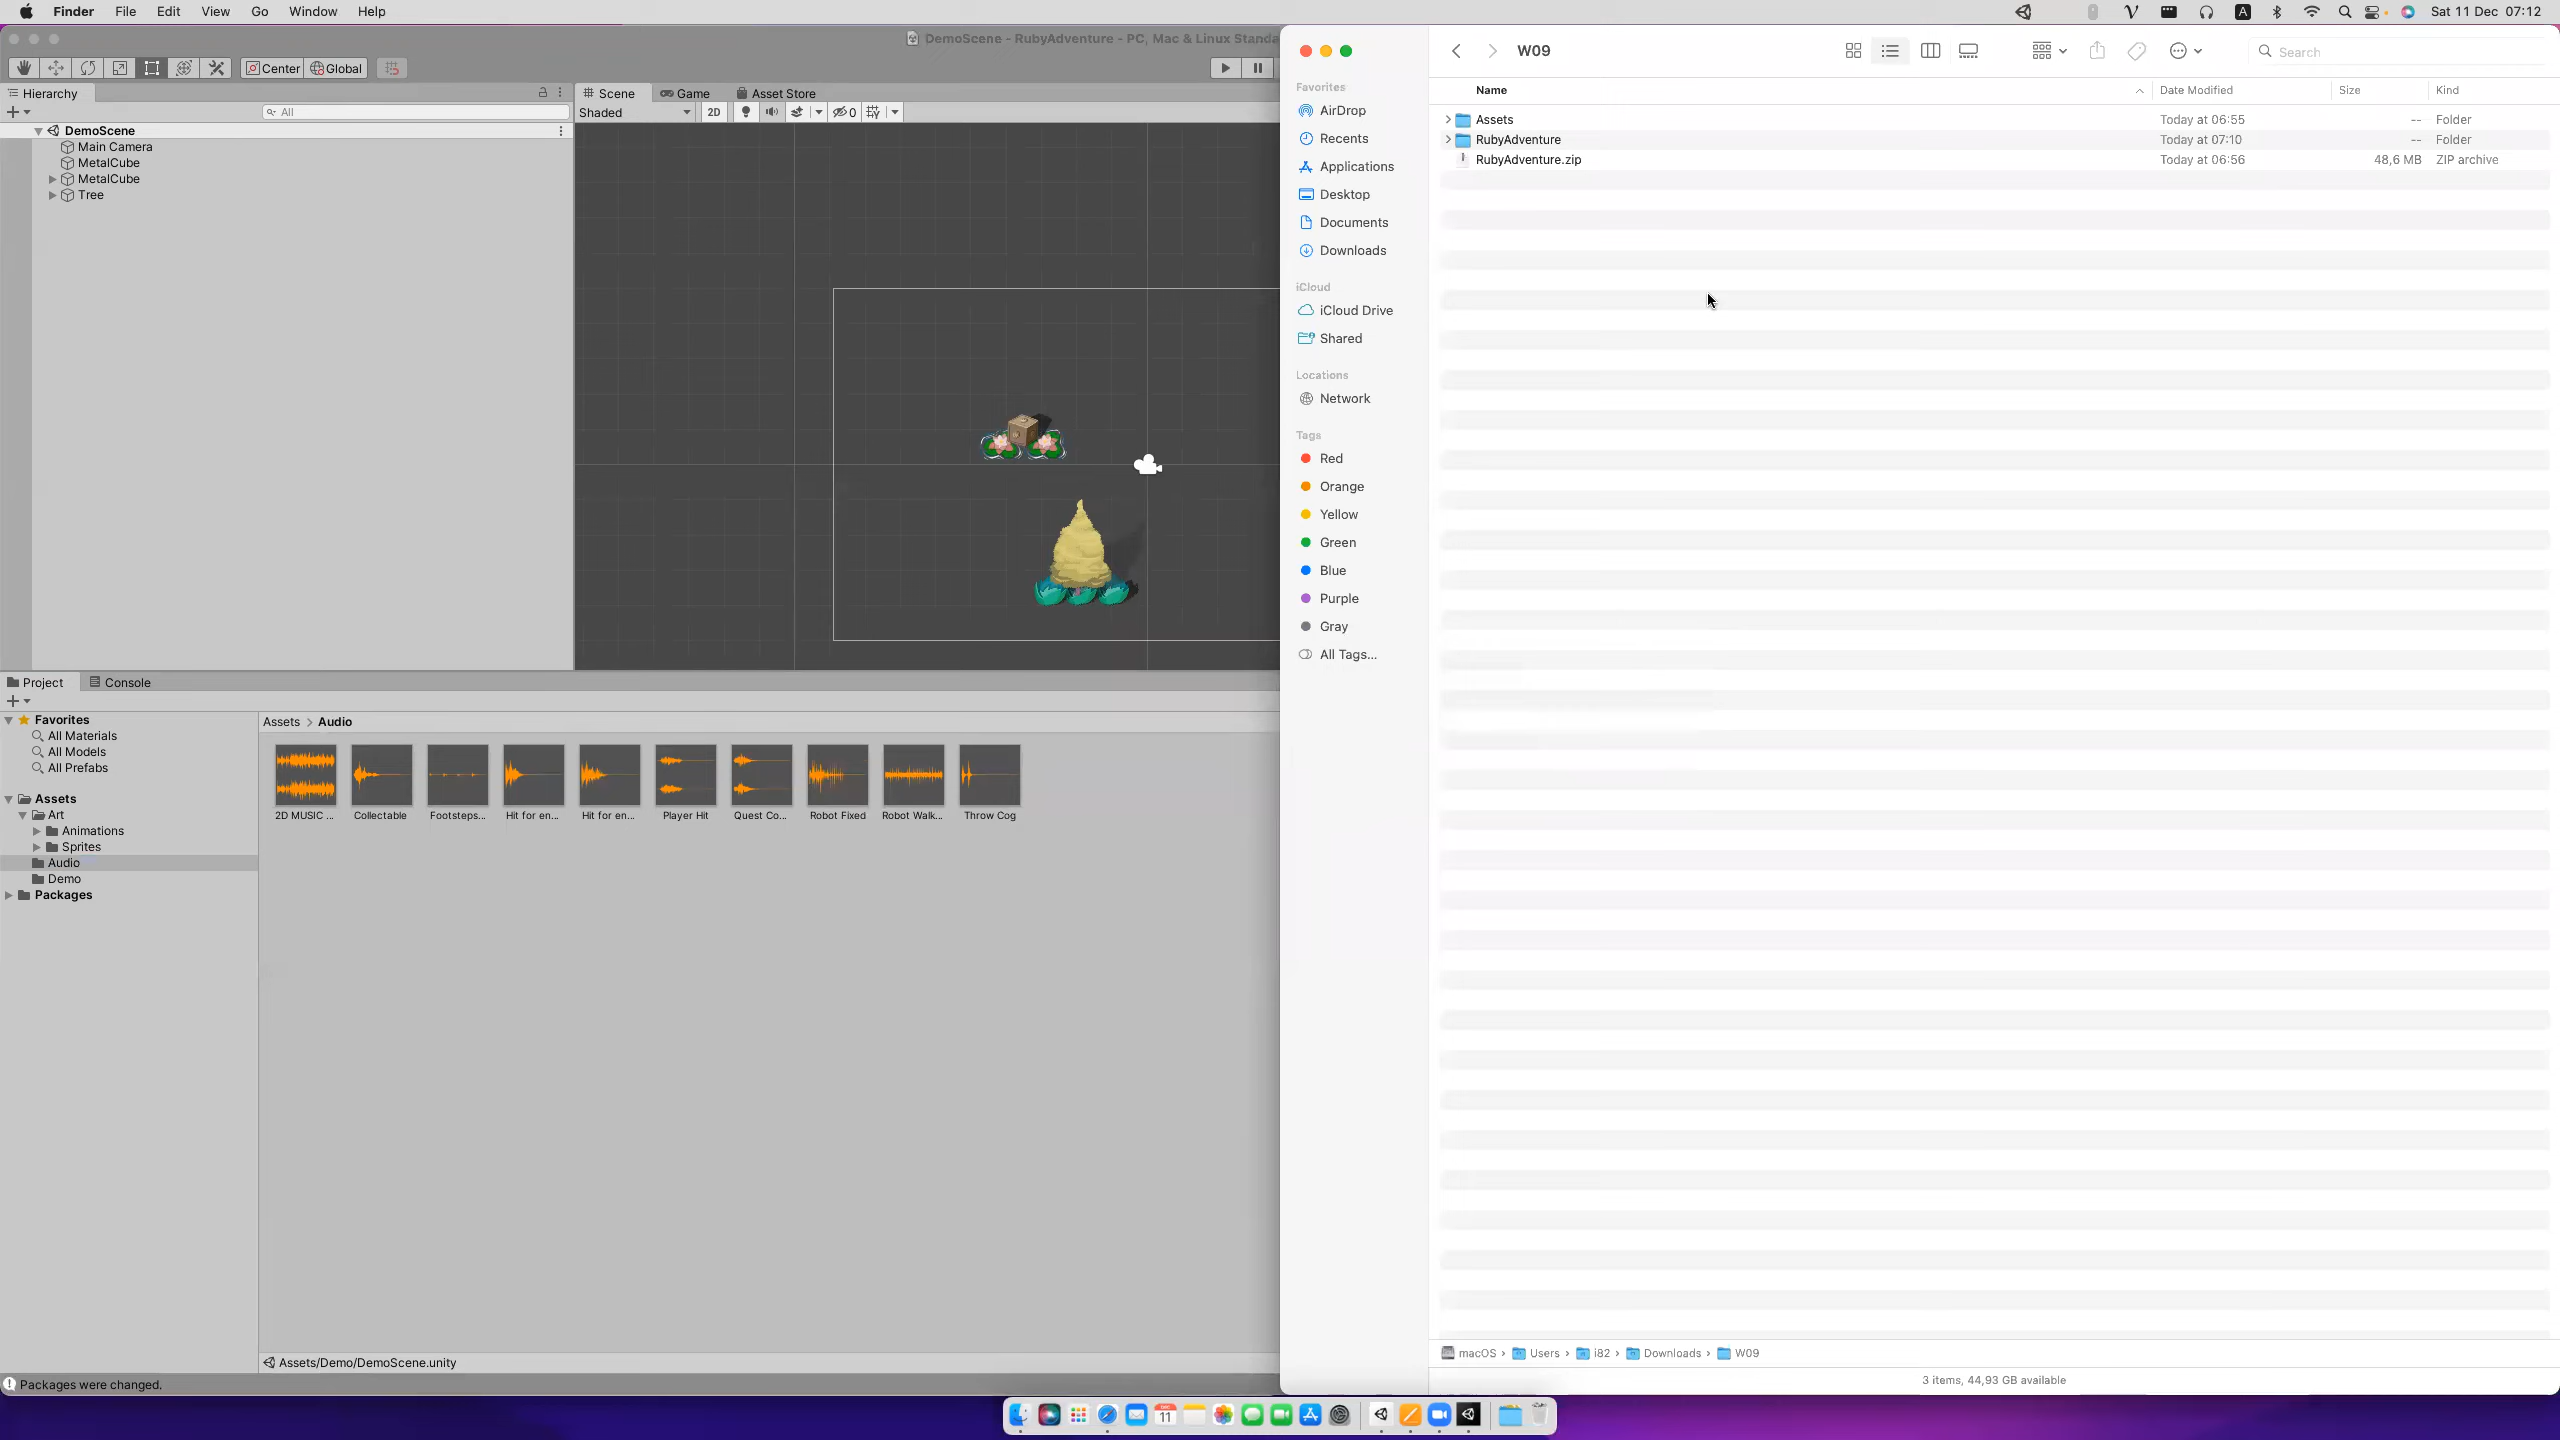 Finder File Edit View Go Window Help
A Sat 11 Dec 07:12
DemoScene - RubyAdventure - PC, Mac & Linux Standa
Center Global
Hierarchy
All
DemoScene
Main Camera
MetalCube
MetalCube
Tree
Scene Game Asset Store
Shaded 2D 0
Project Console
Favorites
All Materials
All Models
All Prefabs
Assets
Art
Animations
Sprites
Audio
Demo
Packages
Assets > Audio
2D MUSIC ... Collectable Footsteps... Hit for en... Hit for en... Player Hit Quest Co... Robot Fixed Robot Walk... Throw Cog
Assets/Demo/DemoScene.unity
Packages were changed.
W09
Search
Favorites
AirDrop
Recents
Applications
Desktop
Documents
Downloads
iCloud
iCloud Drive
Shared
Locations
Network
Tags
Red
Orange
Yellow
Green
Blue
Purple
Gray
All Tags...
Name Date Modified Size Kind
Assets Today at 06:55 -- Folder
RubyAdventure Today at 07:10 -- Folder
RubyAdventure.zip Today at 06:56 48,6 MB ZIP archive
macOS › Users › i82 › Downloads › W09
3 items, 44,93 GB available
DEC 11